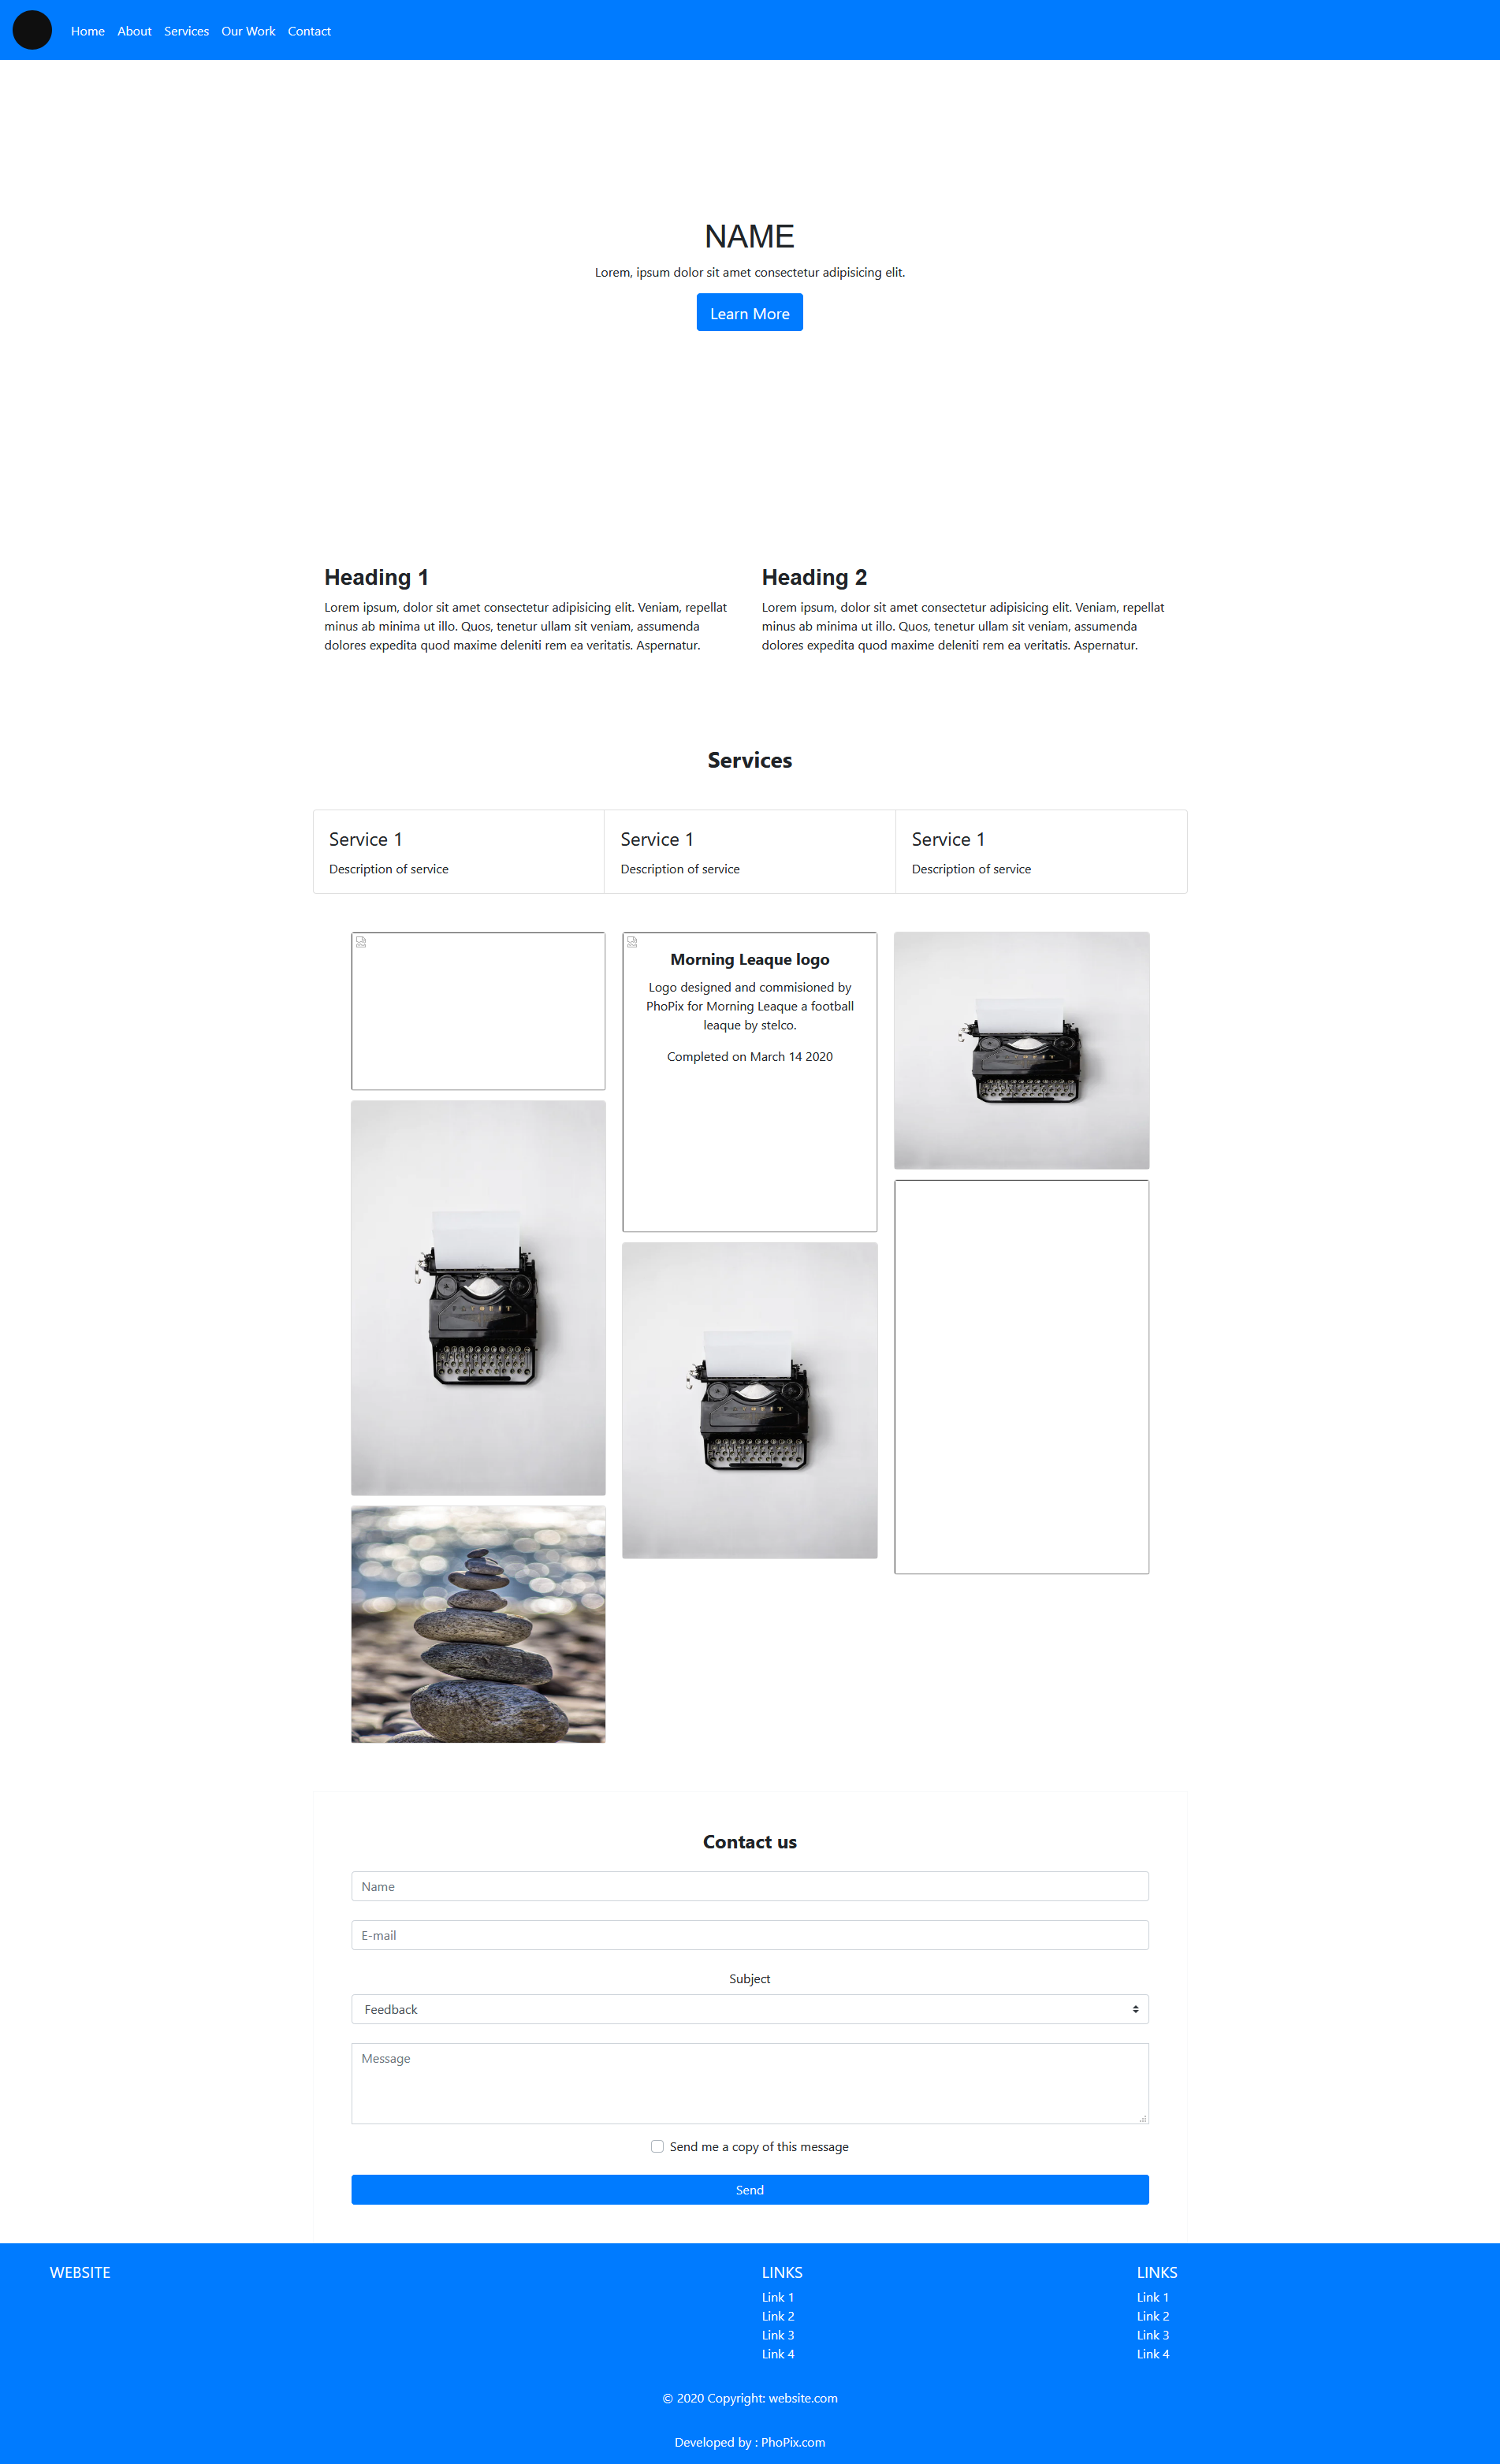 Home About Services Our Work Contact
NAME
Lorem, ipsum dolor sit amet consectetur adipisicing elit.
Learn More
Heading 1
Lorem ipsum, dolor sit amet consectetur adipisicing elit. Veniam, repellat
minus ab minima ut illo. Quos, tenetur ullam sit veniam, assumenda
dolores expedita quod maxime deleniti rem ea veritatis. Aspernatur.
Heading 2
Lorem ipsum, dolor sit amet consectetur adipisicing elit. Veniam, repellat
minus ab minima ut illo. Quos, tenetur ullam sit veniam, assumenda
dolores expedita quod maxime deleniti rem ea veritatis. Aspernatur.
Services
Service 1
Description of service
Service 1
Description of service
Service 1
Description of service
Morning Leaque logo
Logo designed and commisioned by
PhoPix for Morning Leaque a football
leaque by stelco.
Completed on March 14 2020
Contact us
Name
E-mail
Subject
Feedback
Message
Send me a copy of this message
Send
WEBSITE
LINKS
Link 1
Link 2
Link 3
Link 4
LINKS
Link 1
Link 2
Link 3
Link 4
© 2020 Copyright: website.com
Developed by : PhoPix.com